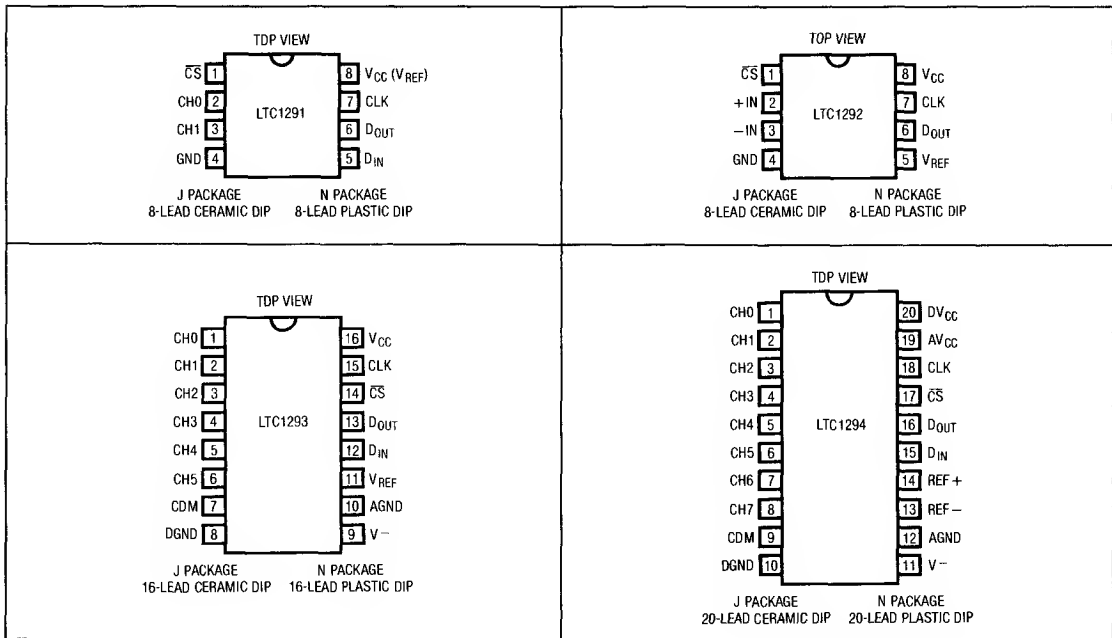 TDP VIEW
C̅S̅ 1 8 VCC (VREF)
CH0 2 7 CLK
LTC1291
CH1 3 6 DOUT
GND 4 5 DIN
J PACKAGE N PACKAGE
8-LEAD CERAMIC DIP 8-LEAD PLASTIC DIP
TOP VIEW
C̅S̅ 1 8 VCC
+IN 2 7 CLK
LTC1292
−IN 3 6 DOUT
GND 4 5 VREF
J PACKAGE N PACKAGE
8-LEAD CERAMIC DIP 8-LEAD PLASTIC DIP
TDP VIEW
CH0 1 16 VCC
CH1 2 15 CLK
CH2 3 14 C̅S̅
CH3 4 LTC1293 13 DOUT
CH4 5 12 DIN
CH5 6 11 VREF
CDM 7 10 AGND
DGND 8 9 V−
J PACKAGE N PACKAGE
16-LEAD CERAMIC DIP 16-LEAD PLASTIC DIP
TDP VIEW
CH0 1 20 DVCC
CH1 2 19 AVCC
CH2 3 18 CLK
CH3 4 17 C̅S̅
CH4 5 LTC1294 16 DOUT
CH5 6 15 DIN
CH6 7 14 REF+
CH7 8 13 REF−
CDM 9 12 AGND
DGND 10 11 V−
J PACKAGE N PACKAGE
20-LEAD CERAMIC DIP 20-LEAD PLASTIC DIP